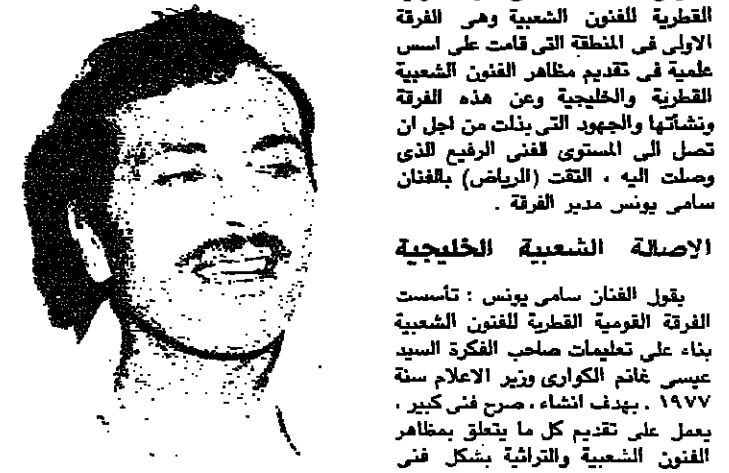 القطرية للفنون الشعبية وهى الفرقة
الاولى فى المنطقة التى قامت على اسس
علمية فى تقديم مظاهر الفنون الشعبية
القطرية والخليجية وعن هذه الفرقة
ونشأتها والجهود التى بذلت من اجل ان
تصل الى المستوى الفنى الرفيع الذى
وصلت اليه ، التقت (الرياض) بالفنان
سامى يونس مدير الفرقة .
الاصالة الشعبية الخليجية
يقول الفنان سامى يونس : تأسست
الفرقة القومية القطرية للفنون الشعبية
بناء على تعليمات صاحب الفكرة السيد
عيسى غانم الكوارى وزير الاعلام سنة
١٩٧٧ . بهدف انشاء . صرح فنى كبير .
يعمل على تقديم كل ما يتعلق بمظاهر
الفنون الشعبية والتراثية بشكل فنى